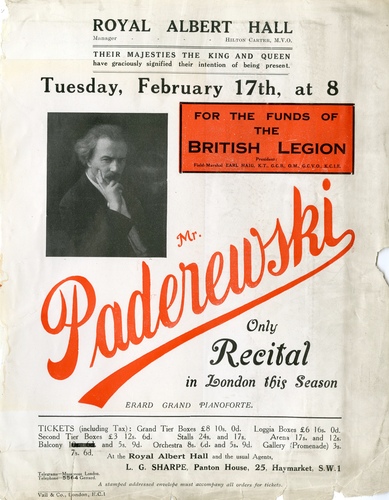 ROYAL ALBERT HALL
Manager - - - - HILTON CARTER, M.V.O.
THEIR MAJESTIES THE KING AND QUEEN
have graciously signified their intention of being present.
Tuesday, February 17th, at 8
FOR THE FUNDS OF
THE
BRITISH LEGION
President:
Field-Marshal EARL HAIG, K.T., G.C.B., O.M., G.C.V.O., K.C.I.E.
Mr.
Paderewski
Only
Recital
in London this Season
ERARD GRAND PIANOFORTE.
TICKETS (including Tax): Grand Tier Boxes £8 10s. 0d. Loggia Boxes £6 16s. 0d.
Second Tier Boxes £3 12s. 6d. Stalls 24s. and 17s. Arena 17s. and 12s.
Balcony and 5s. 9d. Orchestra 8s. 6d. and 5s. 9d. Gallery (Promenade) 3s.
7s. 6d.
At the Royal Albert Hall and the usual Agents,
L. G. SHARPE, Panton House, 25, Haymarket, S.W.1
Telephone: 5564 Gerrard.
A stamped addressed envelope must accompany all orders for tickets.
Vail & Co., London, E.C.1